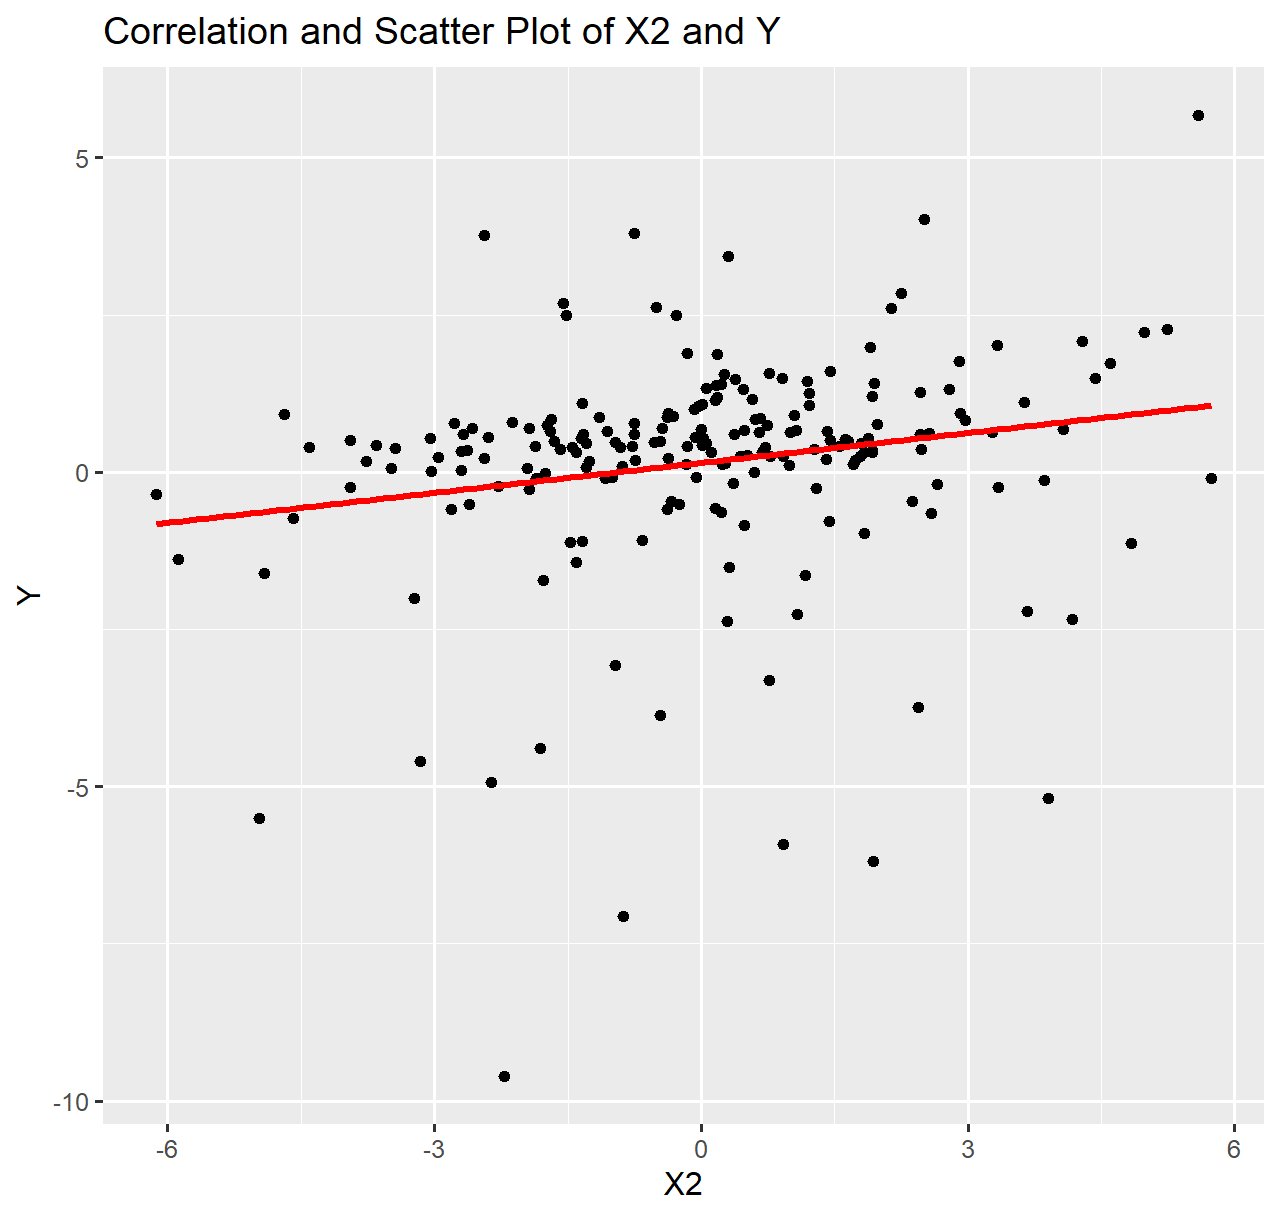 Correlation and Scatter Plot of X2 and Y
5
0
-5
-10
Y
-6 -3 0 3 6
X2